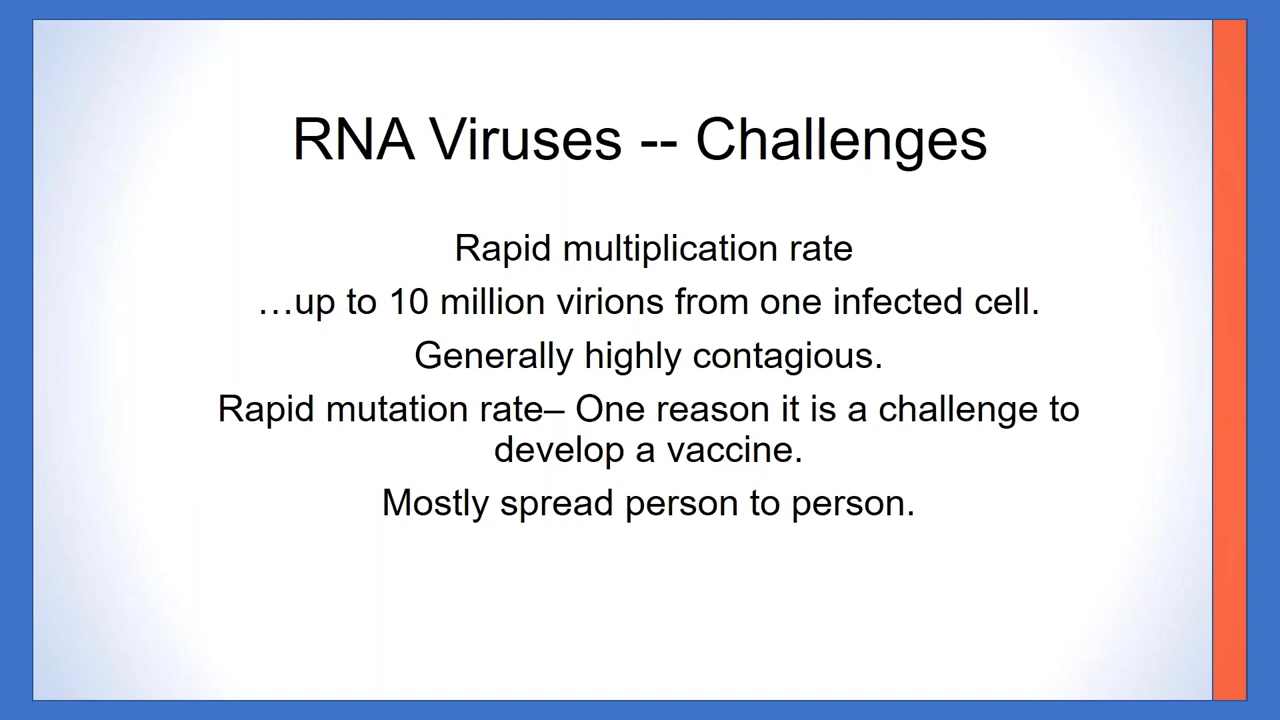 RNA Viruses -- Challenges
Rapid multiplication rate
…up to 10 million virions from one infected cell.
Generally highly contagious.
Rapid mutation rate– One reason it is a challenge to
develop a vaccine.
Mostly spread person to person.